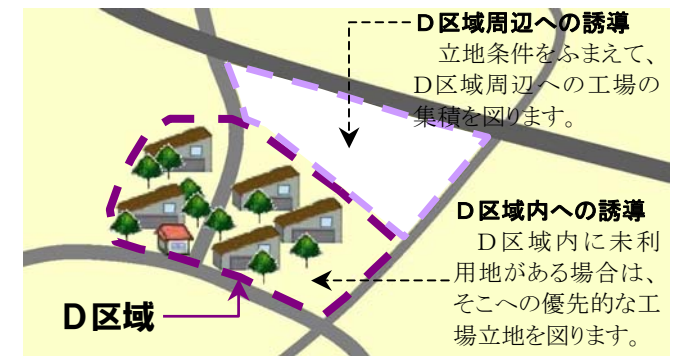 D区域周辺への誘導
立地条件をふまえて、
D区域周辺への工場の
集積を図ります。
D区域内への誘導
D区域内に未利
用地がある場合は、
そこへの優先的な工
場立地を図ります。
D区域